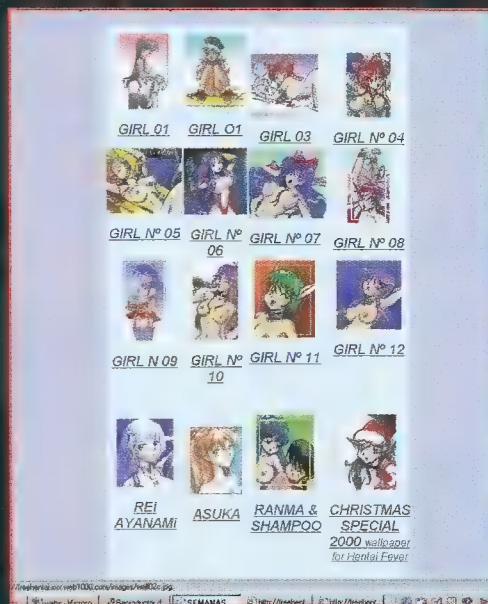 GIRL 01 GIRL O1 GIRL 03 GIRL Nº 04
GIRL Nº 05 GIRL Nº 06 GIRL Nº 07 GIRL Nº 08
GIRL N 09 GIRL Nº 10 GIRL Nº 11 GIRL Nº 12
REI AYANAMI
ASUKA
RANMA & SHAMPOO
CHRISTMAS SPECIAL
2000 wallpaper
for Hentai Fever
SEMANAS